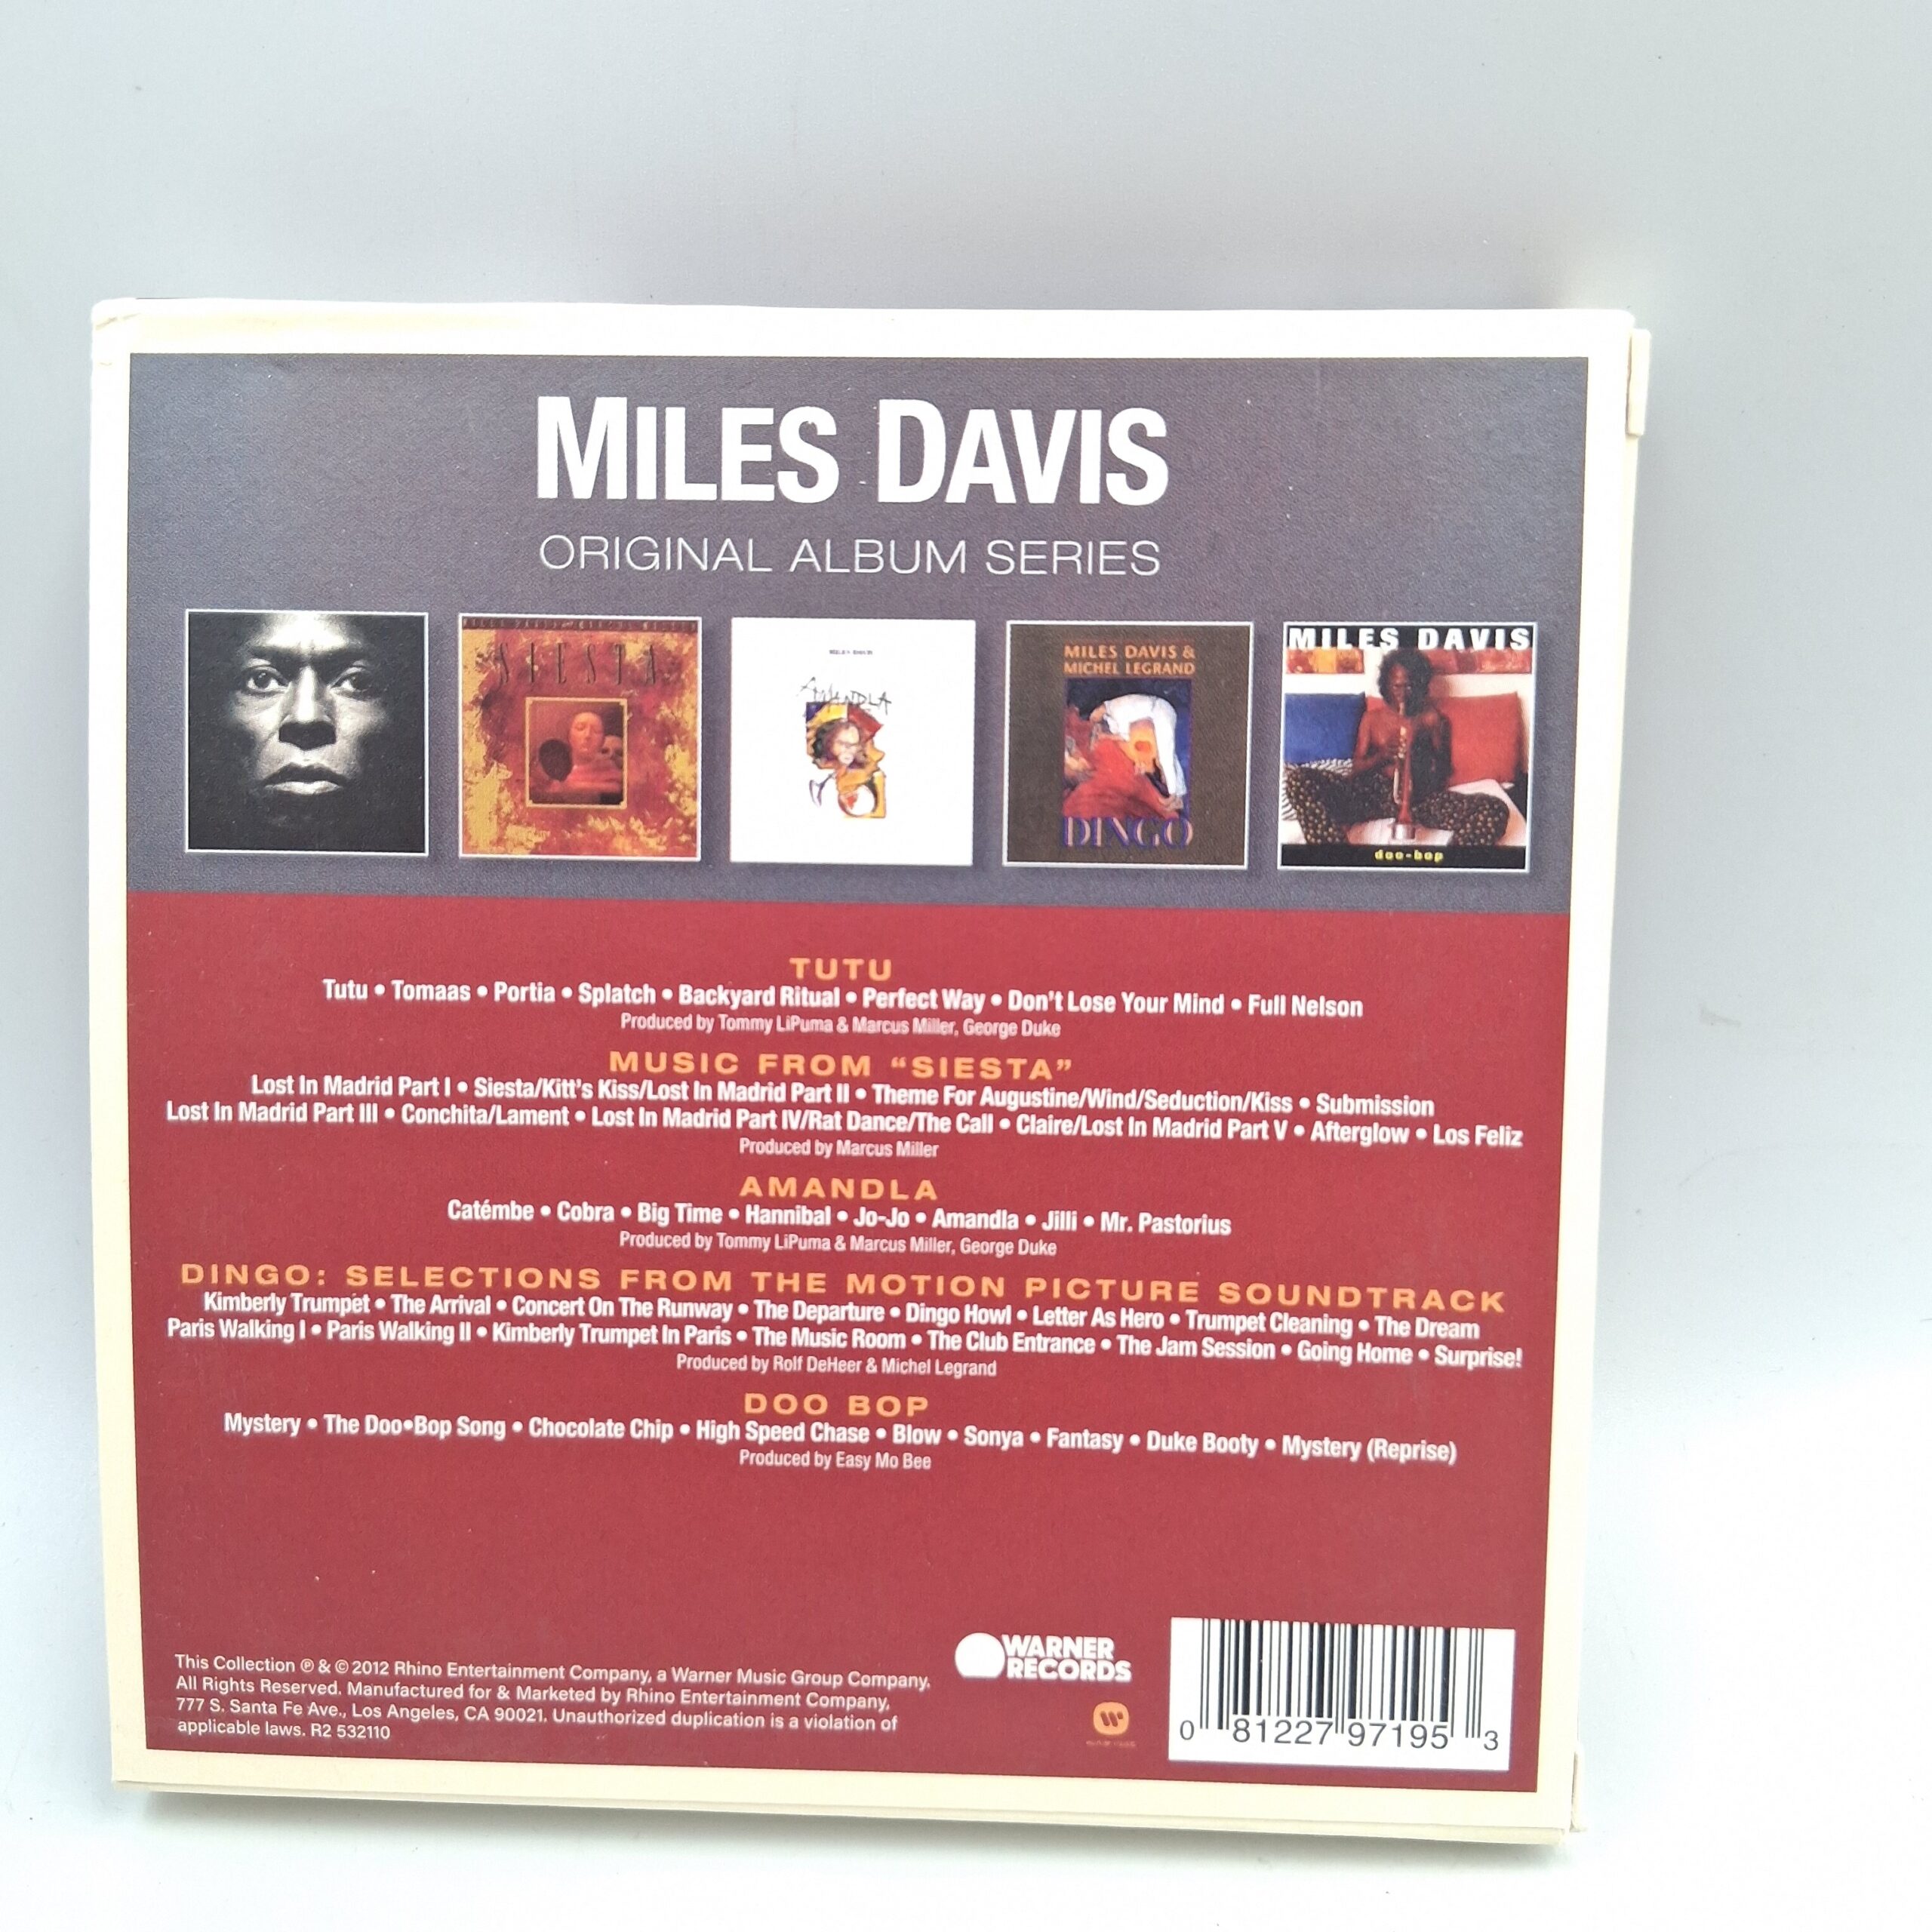 MILES DAVIS
ORIGINAL ALBUM SERIES
SIESTA
AMANDLA
MILES DAVIS &
MICHEL LEGRAND
DINGO
MILES DAVIS
doo-bop
TUTU
Tutu • Tomaas • Portia • Splatch • Backyard Ritual • Perfect Way • Don't Lose Your Mind • Full Nelson
Produced by Tommy LiPuma & Marcus Miller, George Duke
MUSIC FROM “SIESTA”
Lost In Madrid Part I • Siesta/Kitt's Kiss/Lost In Madrid Part II • Theme For Augustine/Wind/Seduction/Kiss • Submission
Lost In Madrid Part III • Conchita/Lament • Lost In Madrid Part IV/Rat Dance/The Call • Claire/Lost In Madrid Part V • Afterglow • Los Feliz
Produced by Marcus Miller
AMANDLA
Catémbe • Cobra • Big Time • Hannibal • Jo-Jo • Amandla • Jilli • Mr. Pastorius
Produced by Tommy LiPuma & Marcus Miller, George Duke
DINGO: SELECTIONS FROM THE MOTION PICTURE SOUNDTRACK
Kimberly Trumpet • The Arrival • Concert On The Runway • The Departure • Dingo Howl • Letter As Hero • Trumpet Cleaning • The Dream
Paris Walking I • Paris Walking II • Kimberly Trumpet In Paris • The Music Room • The Club Entrance • The Jam Session • Going Home • Surprise!
Produced by Rolf DeHeer & Michel Legrand
DOO BOP
Mystery • The Doo•Bop Song • Chocolate Chip • High Speed Chase • Blow • Sonya • Fantasy • Duke Booty • Mystery (Reprise)
Produced by Easy Mo Bee
This Collection ℗ & © 2012 Rhino Entertainment Company, a Warner Music Group Company.
All Rights Reserved. Manufactured for & Marketed by Rhino Entertainment Company,
777 S. Santa Fe Ave., Los Angeles, CA 90021. Unauthorized duplication is a violation of
applicable laws. R2 532110
WARNER
RECORDS
0 81227 97195 3